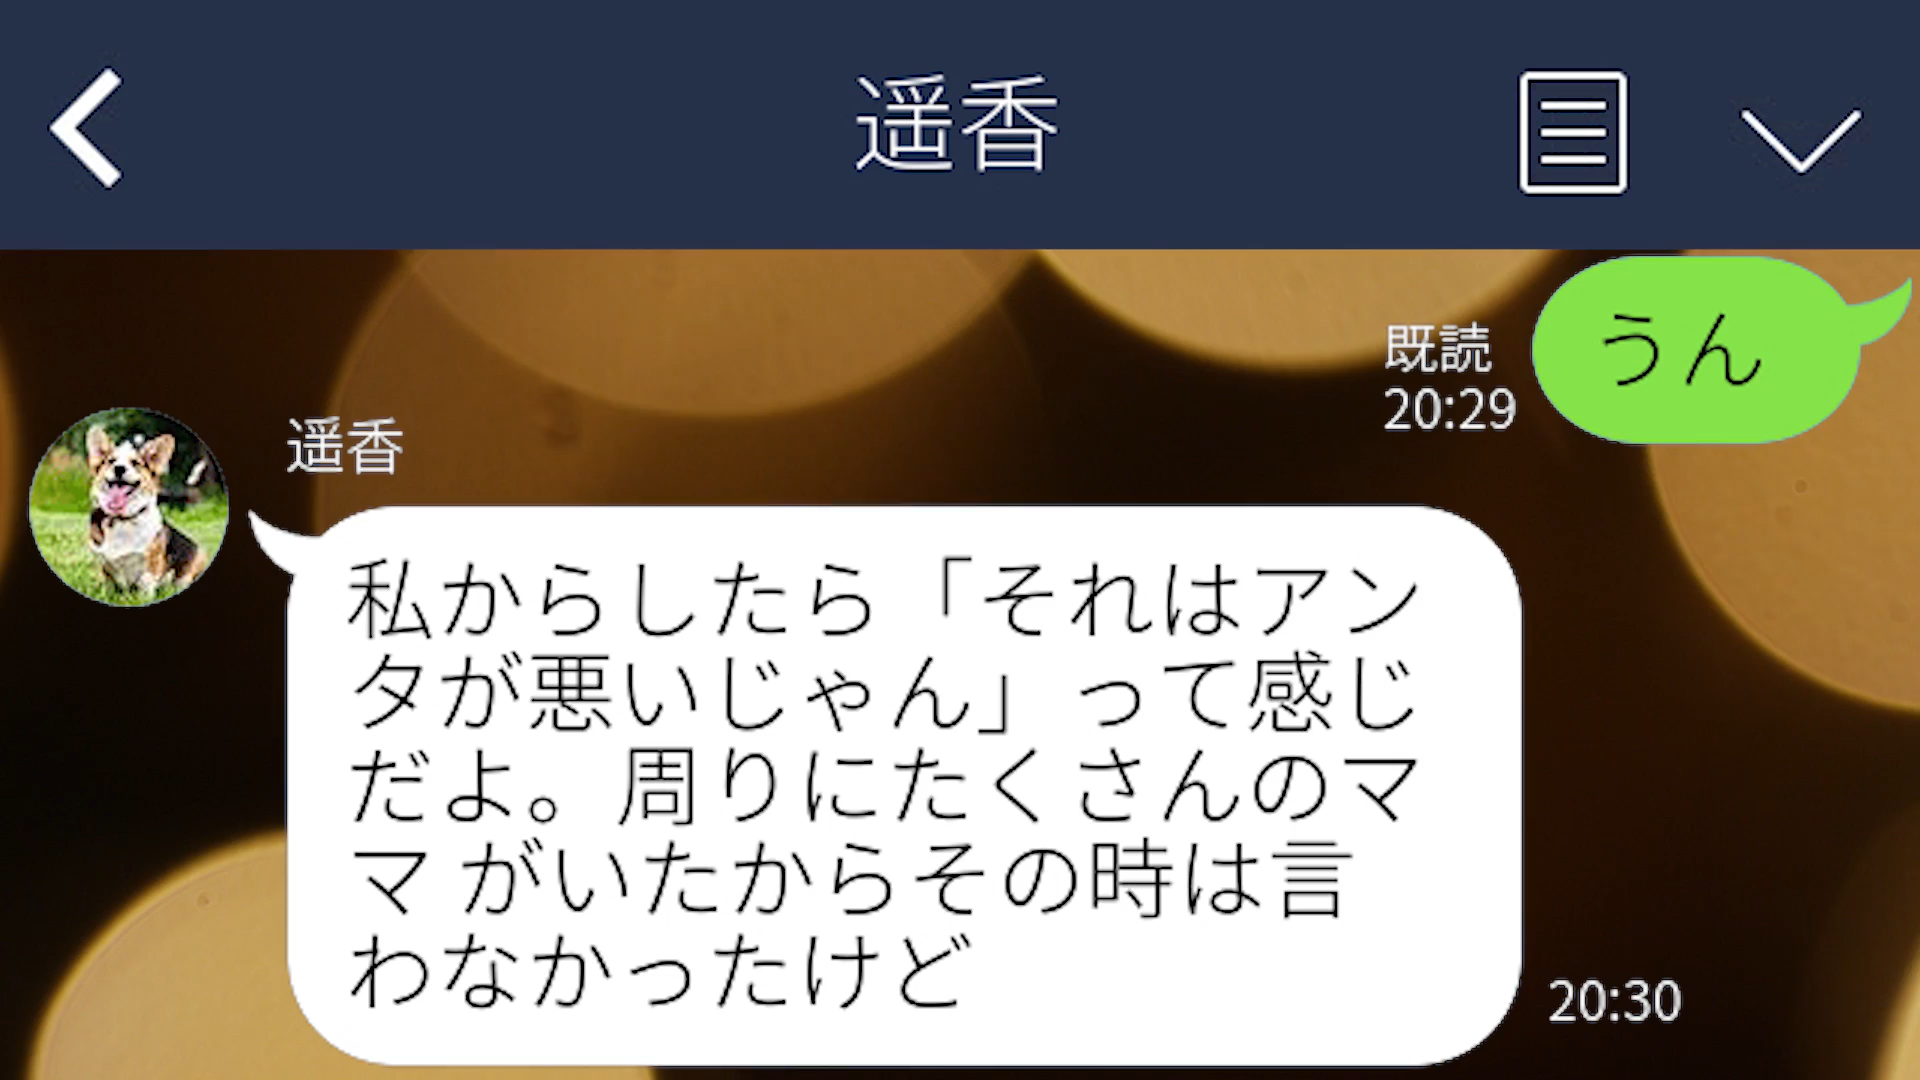 遥香
うん
既読
20:29
遥香
私からしたら「それはアン
タが悪いじゃん」って感じ
だよ。周りにたくさんのマ
マ がいたからその時は言
わなかったけど
20:30